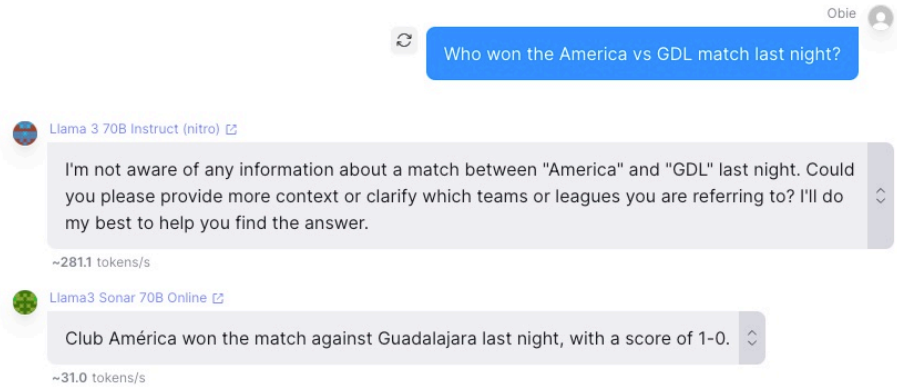 Obie
Who won the America vs GDL match last night?
Llama 3 70B Instruct (nitro)
I'm not aware of any information about a match between "America" and "GDL" last night. Could
you please provide more context or clarify which teams or leagues you are referring to? I'll do
my best to help you find the answer.
~281.1 tokens/s
Llama3 Sonar 70B Online
Club América won the match against Guadalajara last night, with a score of 1-0.
~31.0 tokens/s